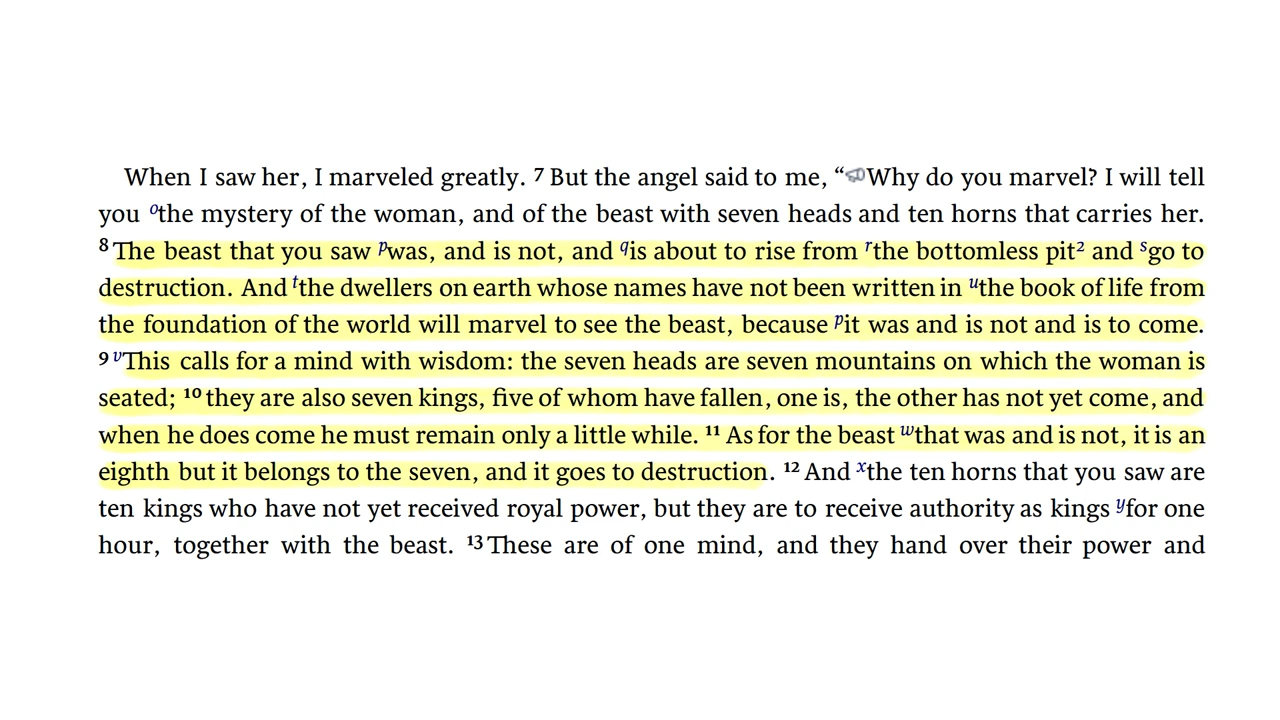 When I saw her, I marveled greatly. 7 But the angel said to me, “Why do you marvel? I will tell
you othe mystery of the woman, and of the beast with seven heads and ten horns that carries her.
8 The beast that you saw pwas, and is not, and qis about to rise from rthe bottomless pit2 and sgo to
destruction. And tthe dwellers on earth whose names have not been written in uthe book of life from
the foundation of the world will marvel to see the beast, because pit was and is not and is to come.
9 vThis calls for a mind with wisdom: the seven heads are seven mountains on which the woman is
seated; 10 they are also seven kings, five of whom have fallen, one is, the other has not yet come, and
when he does come he must remain only a little while. 11 As for the beast wthat was and is not, it is an
eighth but it belongs to the seven, and it goes to destruction. 12 And xthe ten horns that you saw are
ten kings who have not yet received royal power, but they are to receive authority as kings yfor one
hour, together with the beast. 13 These are of one mind, and they hand over their power and